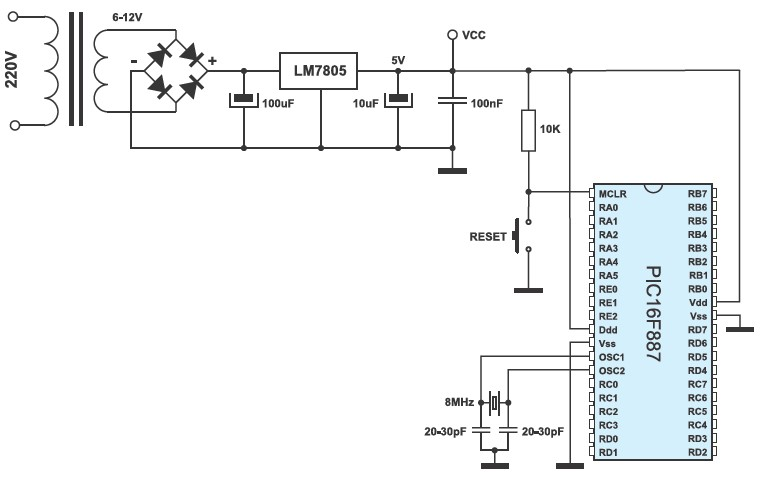 6-12V
VCC
220V
-
+
LM7805
5V
100uF
10uF
100nF
10K
RESET
MCLR
RA0
RA1
RA2
RA3
RA4
RA5
RE0
RE1
RE2
Ddd
Vss
OSC1
OSC2
RC0
RC1
RC2
RC3
RD0
RD1
PIC16F887
RB7
RB6
RB5
RB4
RB3
RB2
RB1
RB0
Vdd
Vss
RD7
RD6
RD5
RD4
RC7
RC6
RC5
RC4
RD3
RD2
8MHz
20-30pF
20-30pF